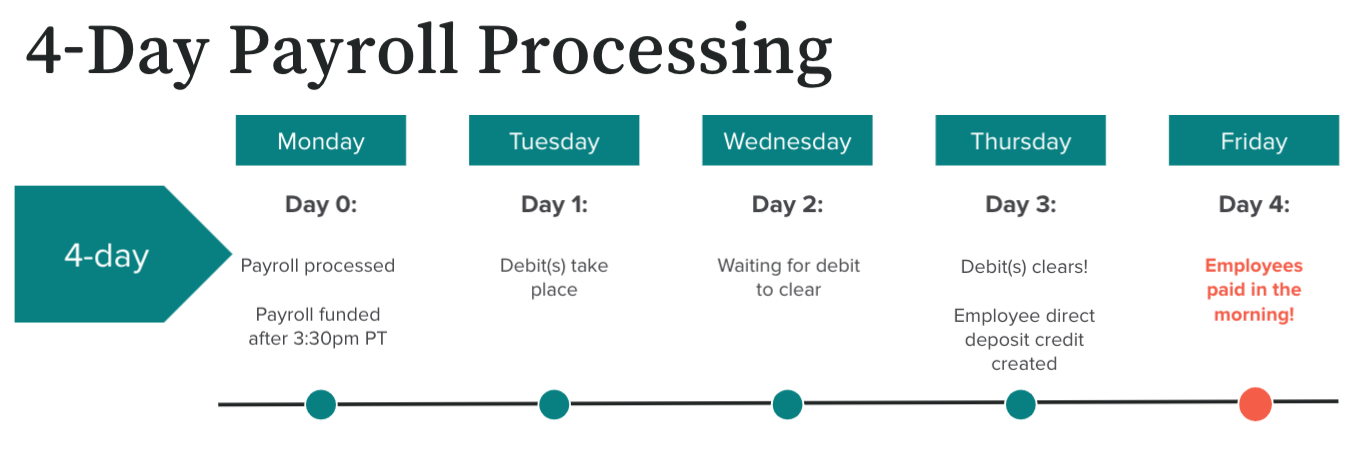 4-Day Payroll Processing
Monday
Tuesday
Wednesday
Thursday
Friday
4-day
Day 0:
Payroll processed
Payroll funded
after 3:30pm PT
Day 1:
Debit(s) take
place
Day 2:
Waiting for debit
to clear
Day 3:
Debit(s) clears!
Employee direct
deposit credit
created
Day 4:
Employees
paid in the
morning!